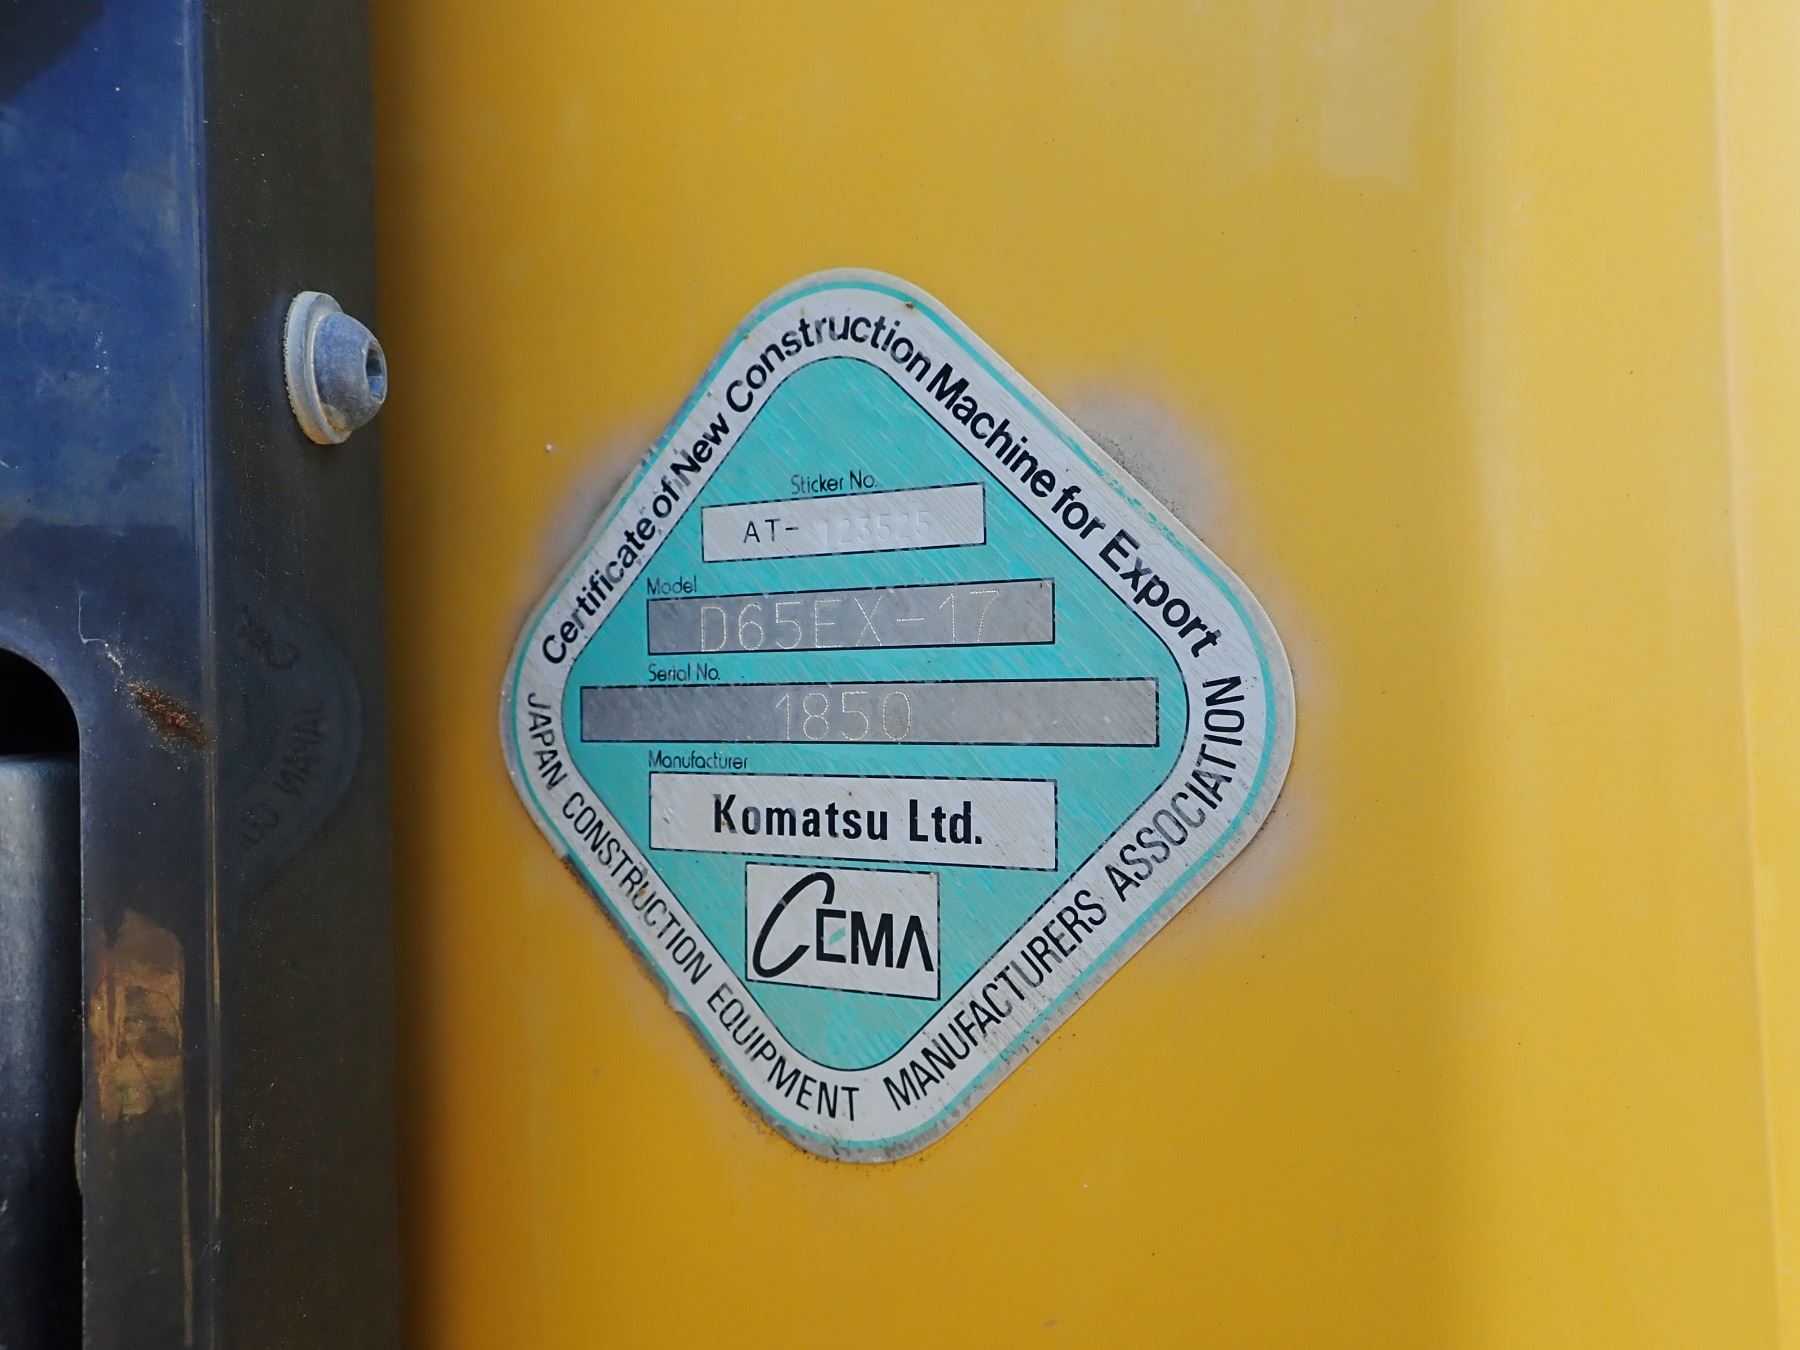 Certificate of New Construction Machine for Export
Sticker No.
AT- 123525
Model
D65EX-17
Serial No.
1850
Manufacturer
Komatsu Ltd.
CEMA
JAPAN CONSTRUCTION EQUIPMENT MANUFACTURERS ASSOCIATION